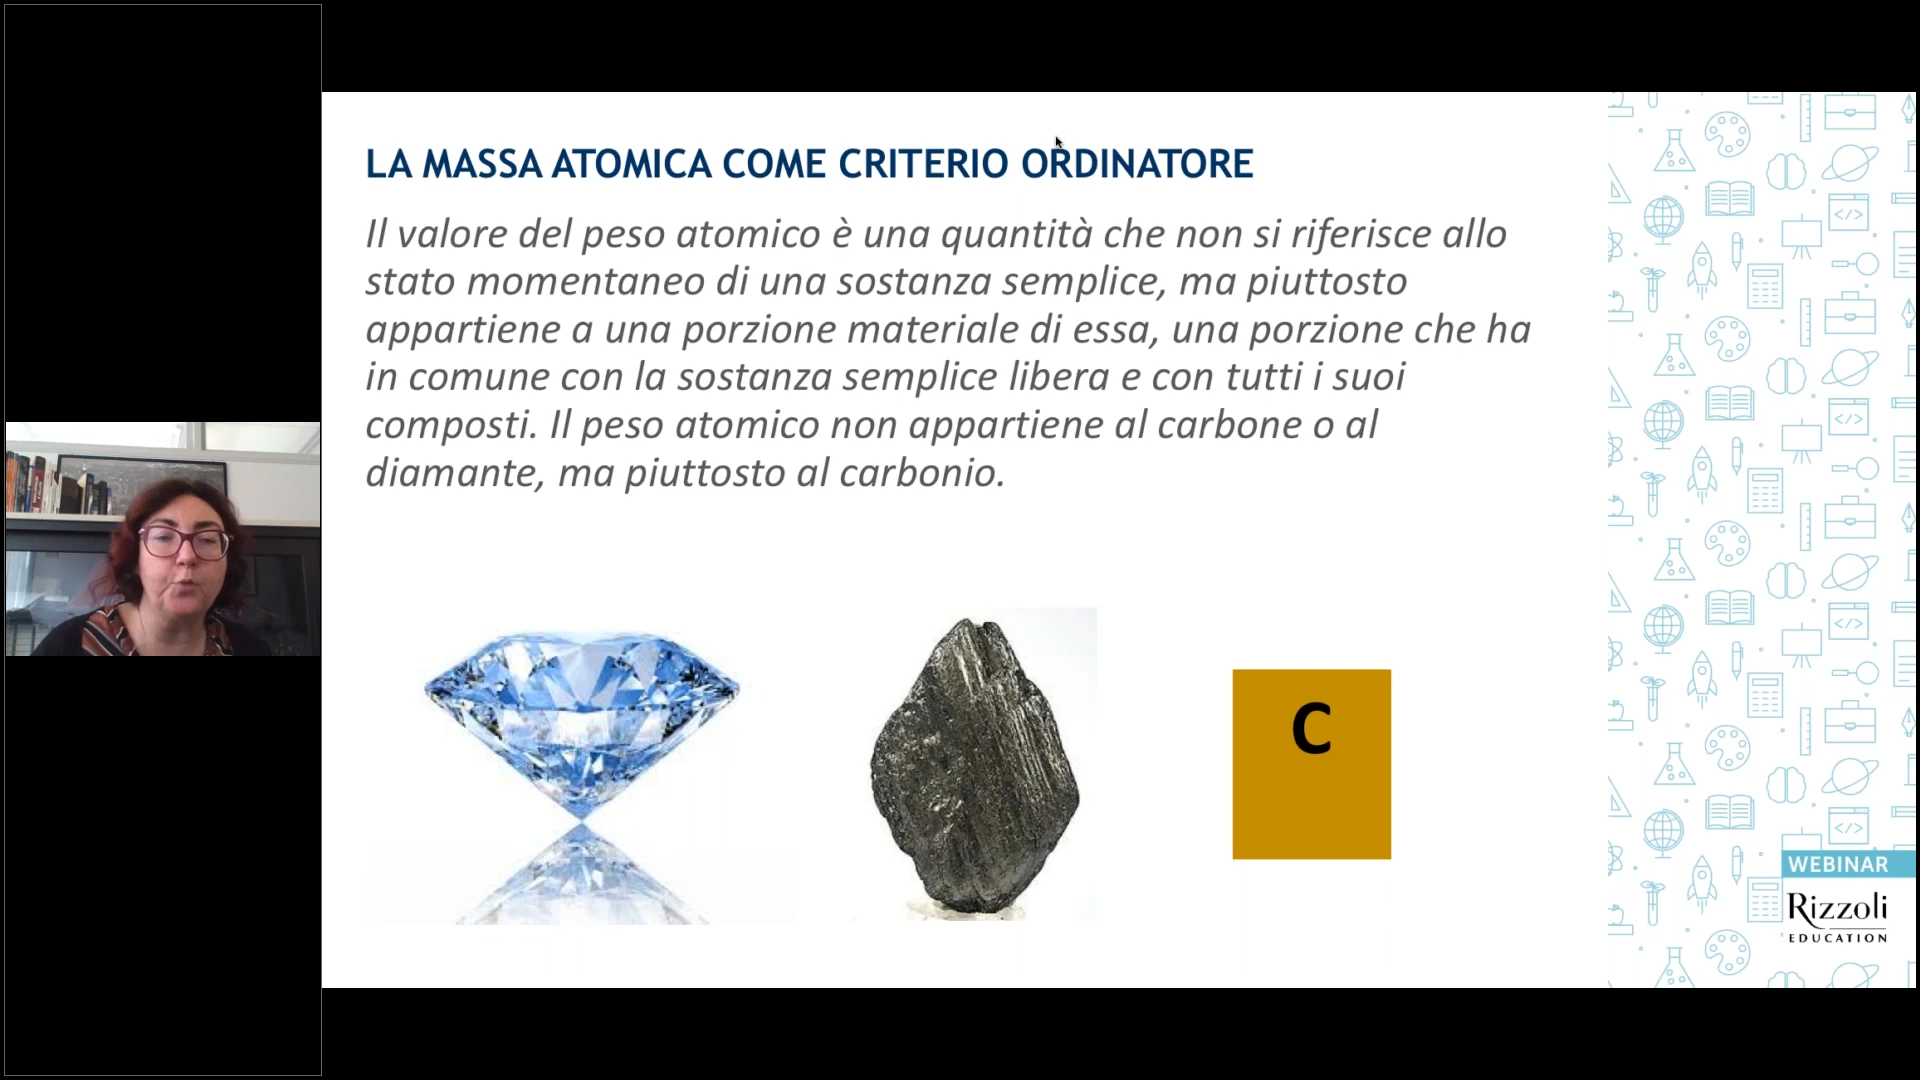 LA MASSA ATOMICA COME CRITERIO ORDINATORE
Il valore del peso atomico è una quantità che non si riferisce allo
stato momentaneo di una sostanza semplice, ma piuttosto
appartiene a una porzione materiale di essa, una porzione che ha
in comune con la sostanza semplice libera e con tutti i suoi
composti. Il peso atomico non appartiene al carbone o al
diamante, ma piuttosto al carbonio.
C
WEBINAR
Rizzoli
EDUCATION